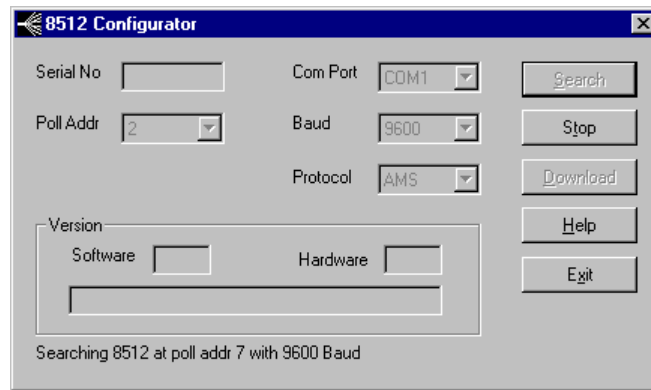 8512 Configurator
Serial No
Com Port
COM1
Search
Poll Addr
2
Baud
9600
Stop
Protocol
AMS
Download
Version
Software
Hardware
Help
Exit
Searching 8512 at poll addr 7 with 9600 Baud